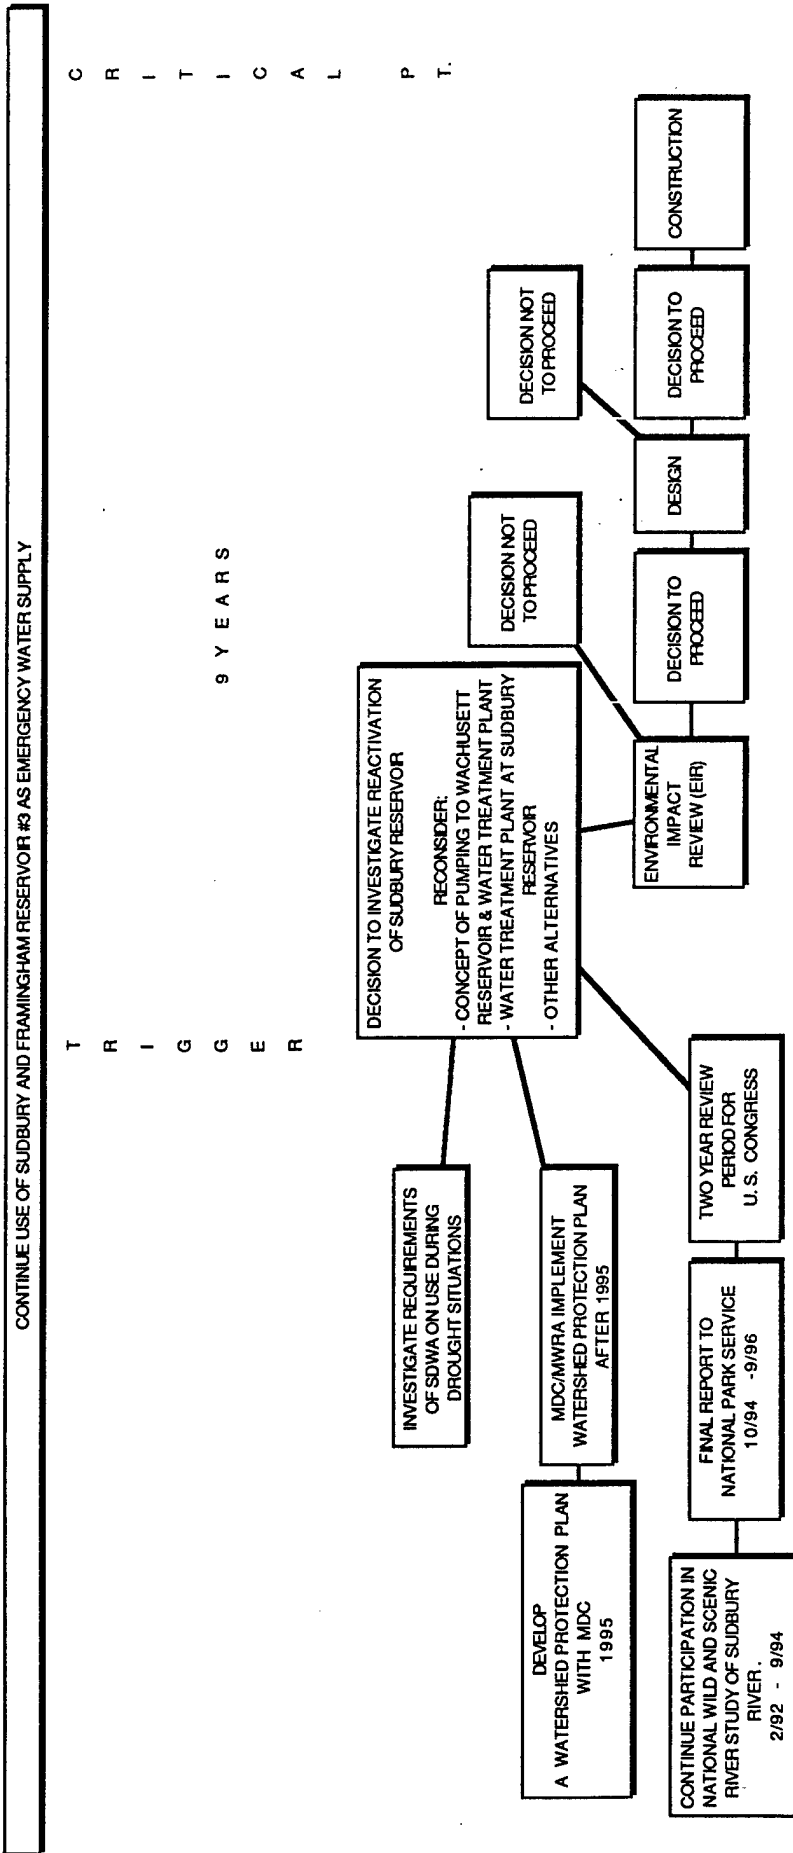 CONTINUE USE OF SUDBURY AND FRAMINGHAM RESERVOIR #3 AS EMERGENCY WATER SUPPLY
TRIGGER
9 YEARS
CRITICAL PT.
INVESTIGATE REQUIREMENTS
OF SDWA ON USE DURING
DROUGHT SITUATIONS
DEVELOP
A WATERSHED PROTECTION PLAN
WITH MDC
1995
MDC/MWRA IMPLEMENT
WATERSHED PROTECTION PLAN
AFTER 1995
CONTINUE PARTICIPATION IN
NATIONAL WILD AND SCENIC
RIVER STUDY OF SUDBURY
RIVER.
2/92 - 9/94
FINAL REPORT TO
NATIONAL PARK SERVICE
10/94 -9/96
TWO YEAR REVIEW
PERIOD FOR
U.S. CONGRESS
DECISION TO INVESTIGATE REACTIVATION
OF SUDBURY RESERVOIR
RECONSIDER:
- CONCEPT OF PUMPING TO WACHUSETT
RESERVOIR & WATER TREATMENT PLANT
- WATER TREATMENT PLANT AT SUDBURY
RESERVOIR
- OTHER ALTERNATIVES
ENVIRONMENTAL
IMPACT
REVIEW (EIR)
DECISION NOT
TO PROCEED
DECISION TO
PROCEED
DESIGN
DECISION NOT
TO PROCEED
DECISION TO
PROCEED
CONSTRUCTION